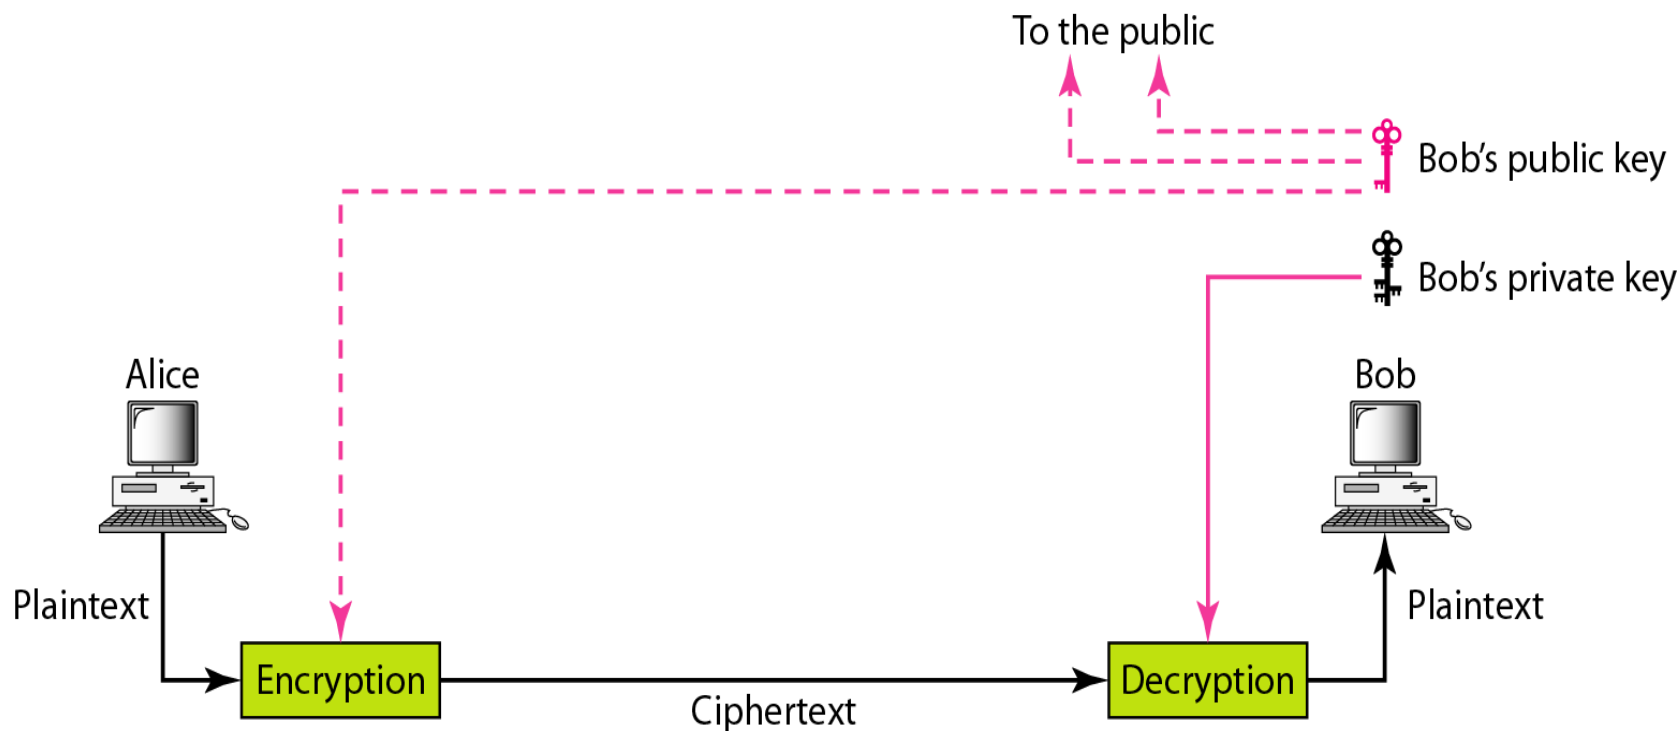 To the public
Bob’s public key
Bob’s private key
Alice
Bob
Plaintext
Plaintext
Encryption
Decryption
Ciphertext